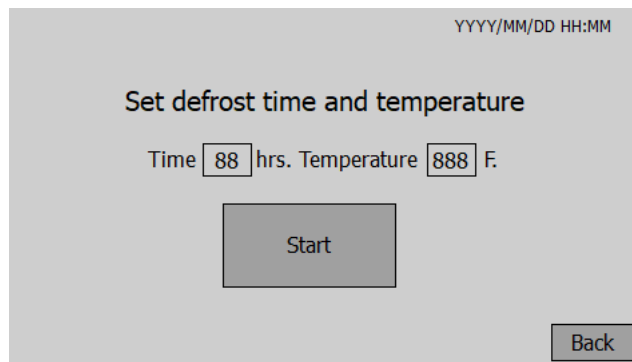 YYYY/MM/DD HH:MM
Set defrost time and temperature
Time 88 hrs. Temperature 888 F.
Start
Back